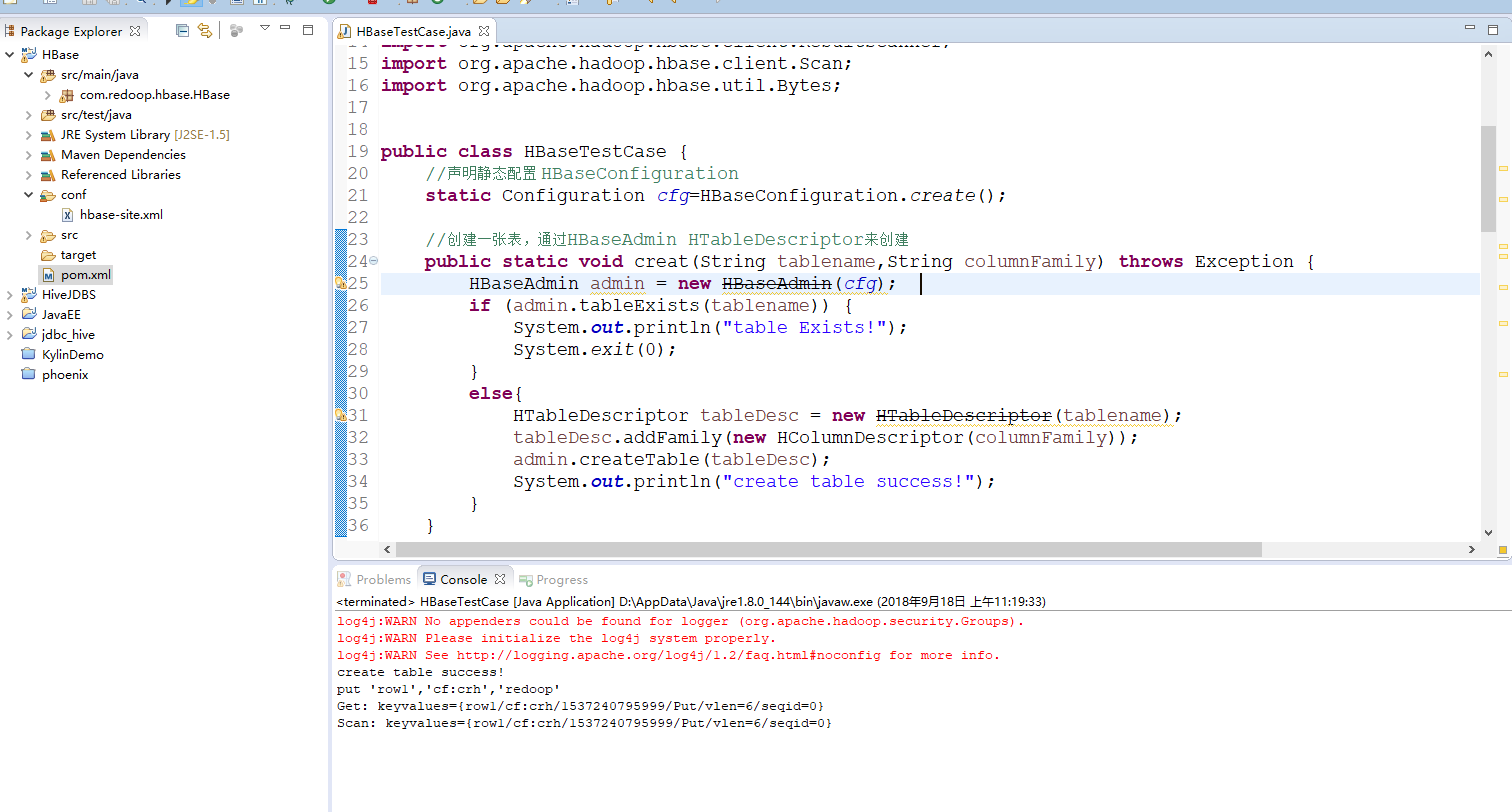 Package Explorer
HBase
src/main/java
com.redoop.hbase.HBase
src/test/java
JRE System Library [J2SE-1.5]
Maven Dependencies
Referenced Libraries
conf
hbase-site.xml
src
target
pom.xml
HiveJDBS
JavaEE
jdbc_hive
KylinDemo
phoenix
HBaseTestCase.java
14 import org.apache.hadoop.hbase.client.ResultScanner;
15 import org.apache.hadoop.hbase.client.Scan;
16 import org.apache.hadoop.hbase.util.Bytes;
17
18
19 public class HBaseTestCase {
20 //声明静态配置 HBaseConfiguration
21 static Configuration cfg=HBaseConfiguration.create();
22
23 //创建一张表，通过HBaseAdmin HTableDescriptor来创建
24 public static void creat(String tablename,String columnFamily) throws Exception {
25 HBaseAdmin admin = new HBaseAdmin(cfg);
26 if (admin.tableExists(tablename)) {
27 System.out.println("table Exists!");
28 System.exit(0);
29 }
30 else{
31 HTableDescriptor tableDesc = new HTableDescriptor(tablename);
32 tableDesc.addFamily(new HColumnDescriptor(columnFamily));
33 admin.createTable(tableDesc);
34 System.out.println("create table success!");
35 }
36 }
Problems Console Progress
<terminated> HBaseTestCase [Java Application] D:\AppData\Java\jre1.8.0_144\bin\javaw.exe (2018年9月18日 上午11:19:33)
log4j:WARN No appenders could be found for logger (org.apache.hadoop.security.Groups).
log4j:WARN Please initialize the log4j system properly.
log4j:WARN See http://logging.apache.org/log4j/1.2/faq.html#noconfig for more info.
create table success!
put 'row1','cf:crh','redoop'
Get: keyvalues={row1/cf:crh/1537240795999/Put/vlen=6/seqid=0}
Scan: keyvalues={row1/cf:crh/1537240795999/Put/vlen=6/seqid=0}